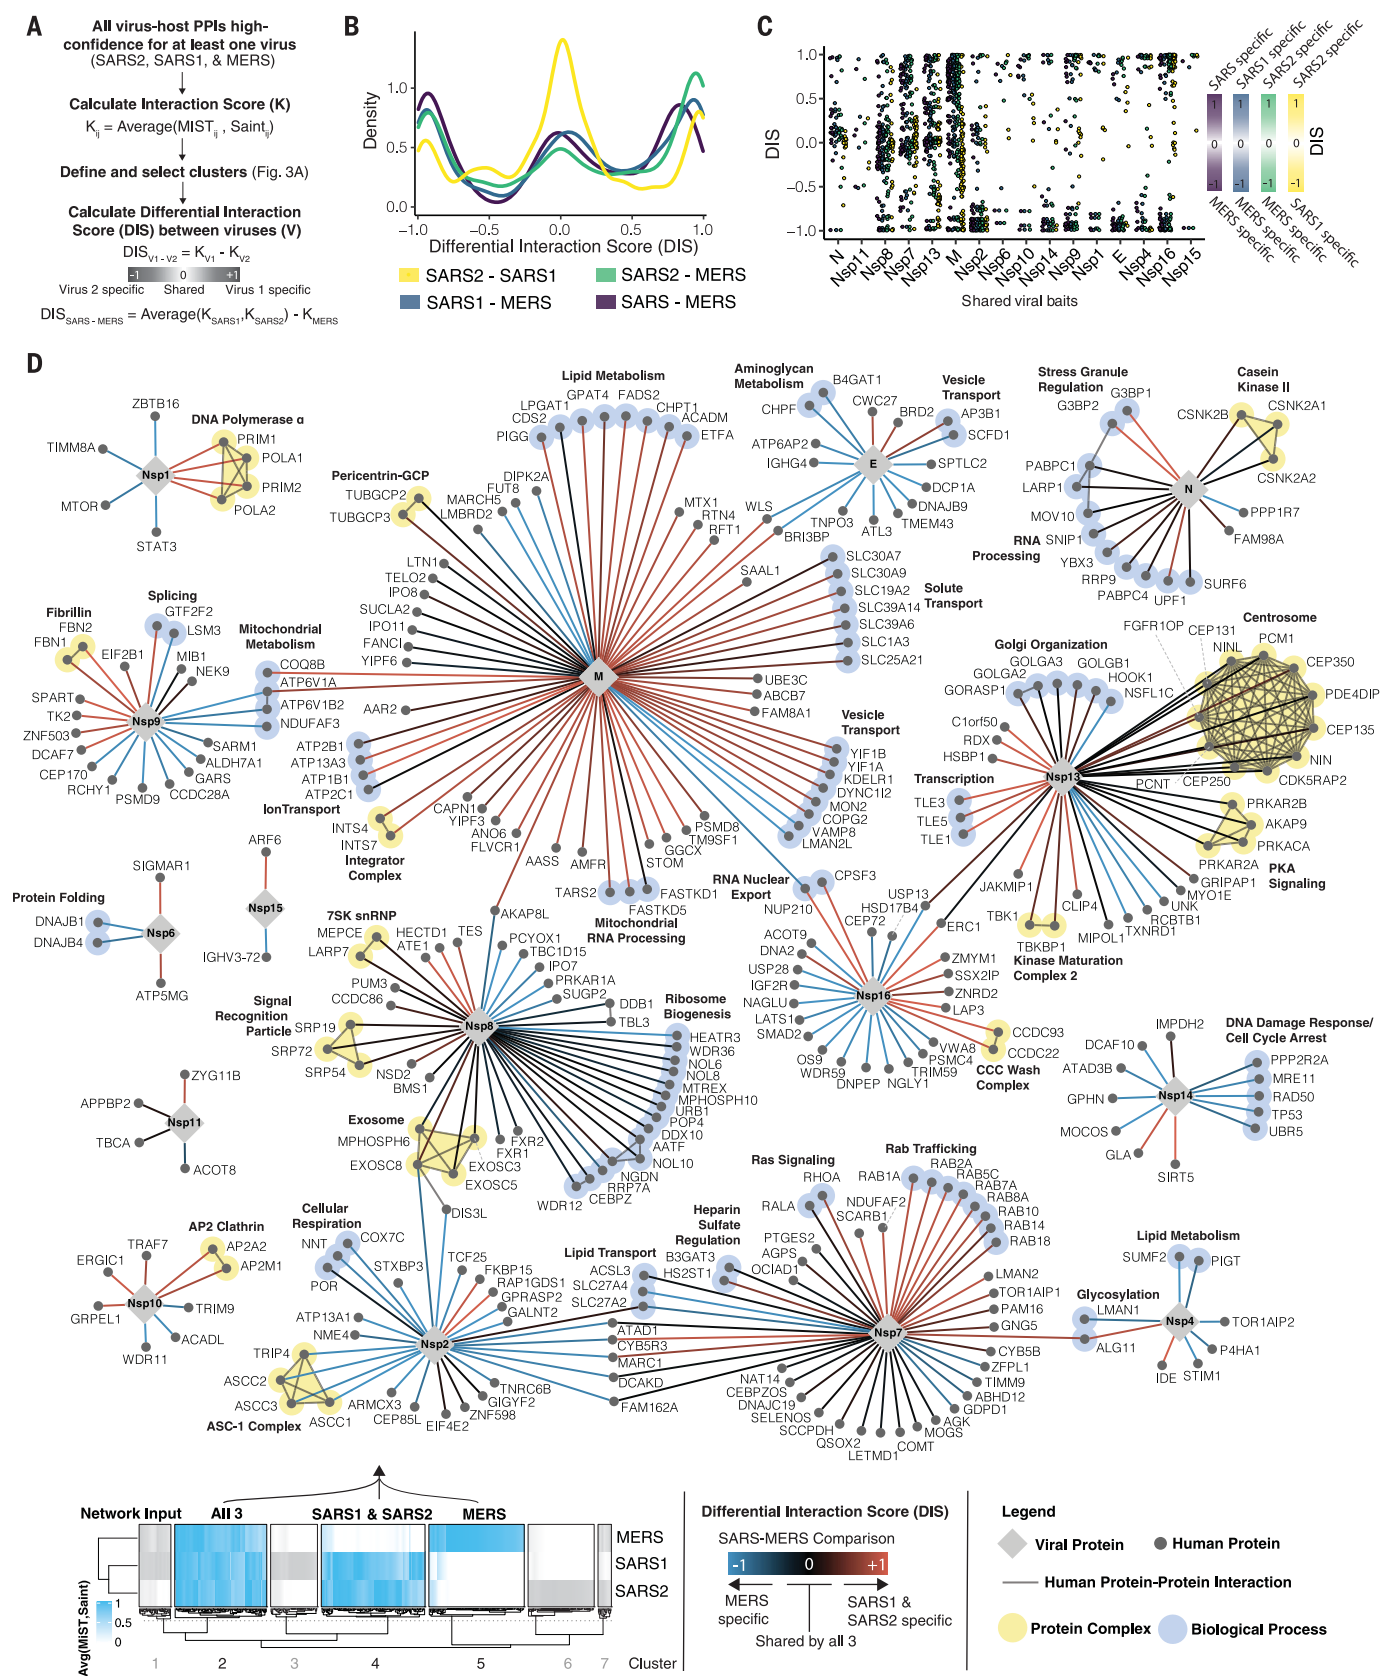 A
All virus-host PPIs high-
confidence for at least one virus
(SARS2, SARS1, & MERS)
Calculate Interaction Score (K)
Kij = Average(MISTij , Saintij)
Define and select clusters (Fig. 3A)
Calculate Differential Interaction
Score (DIS) between viruses (V)
DISV1 - V2 = KV1 - KV2
-1 0 +1
Virus 2 specific Shared Virus 1 specific
DISSARS - MERS = Average(KSARS1,KSARS2) - KMERS
B
Density
1.0
0.5
0.0
−1.0 −0.5 0.0 0.5 1.0
Differential Interaction Score (DIS)
SARS2 - SARS1
SARS2 - MERS
SARS1 - MERS
SARS - MERS
C
DIS
1.0
0.5
0.0
−0.5
−1.0
N Nsp11 Nsp8 Nsp7 Nsp13 M Nsp2 Nsp6 Nsp10 Nsp14 Nsp9 Nsp1 E Nsp4 Nsp16 Nsp15
Shared viral baits
SARS specific
SARS1 specific
SARS2 specific
SARS2 specific
1 1 1 1
0 0 0 0
-1 -1 -1 -1
DIS
MERS specific
MERS specific
MERS specific
SARS1 specific
D
ZBTB16
TIMM8A
MTOR
STAT3
Nsp1
DNA Polymerase α
PRIM1
POLA1
PRIM2
POLA2
Lipid Metabolism
PIGG
CDS2
LPGAT1
GPAT4
FADS2
CHPT1
ACADM
ETFA
Pericentrin-GCP
TUBGCP2
TUBGCP3
MARCH5
LMBRD2
FUT8
DIPK2A
MTX1
RTN4
RFT1
WLS
BRI3BP
SAAL1
LTN1
TELO2
IPO8
SUCLA2
IPO11
FANCI
YIPF6
AAR2
M
UBE3C
ABCB7
FAM8A1
Solute
Transport
SLC30A7
SLC30A9
SLC19A2
SLC39A14
SLC39A6
SLC1A3
SLC25A21
Vesicle
Transport
YIF1B
YIF1A
KDELR1
DYNC1I2
MON2
COPG2
VAMP8
LMAN2L
ATP2B1
ATP13A3
ATP1B1
ATP2C1
IonTransport
INTS4
INTS7
Integrator
Complex
CAPN1
YIPF3
ANO6
FLVCR1
AASS
AMFR
TARS2
FASTKD5
FASTKD1
Mitochondrial
RNA Processing
STOM
GGCX
TM9SF1
PSMD8
AKAP8L
Aminoglycan
Metabolism
B4GAT1
CHPF
CWC27
BRD2
Vesicle
Transport
AP3B1
SCFD1
ATP6AP2
IGHG4
E
SPTLC2
DCP1A
DNAJB9
TMEM43
ATL3
TNPO3
Stress Granule
Regulation
G3BP1
G3BP2
Casein
Kinase II
CSNK2B
CSNK2A1
CSNK2A2
PABPC1
LARP1
MOV10
SNIP1
YBX3
RRP9
PABPC4
UPF1
SURF6
RNA
Processing
N
PPP1R7
FAM98A
Fibrillin
FBN2
FBN1
Splicing
GTF2F2
LSM3
EIF2B1
MIB1
NEK9
Mitochondrial
Metabolism
COQ8B
ATP6V1A
ATP6V1B2
NDUFAF3
SPART
TK2
ZNF503
DCAF7
CEP170
RCHY1
PSMD9
CCDC28A
GARS
ALDH7A1
SARM1
Nsp9
Golgi Organization
GOLGA3
GOLGA2
GORASP1
GOLGB1
HOOK1
NSFL1C
C1orf50
RDX
HSBP1
Transcription
TLE3
TLE5
TLE1
Nsp13
Centrosome
FGFR1OP
CEP131
NINL
PCM1
CEP350
PDE4DIP
CEP135
NIN
CDK5RAP2
CEP250
PCNT
PRKAR2B
AKAP9
PRKACA
PRKAR2A
PKA
Signaling
GRIPAP1
MYO1E
UNK
RCBTB1
TXNRD1
MIPOL1
CLIP4
JAKMIP1
TBK1
TBKBP1
Kinase Maturation
Complex 2
USP13
ERC1
SIGMAR1
Protein Folding
DNAJB1
DNAJB4
Nsp6
ATP5MG
ARF6
Nsp15
IGHV3-72
7SK snRNP
MEPCE
LARP7
HECTD1
ATE1
TES
PCYOX1
TBC1D15
IPO7
PRKAR1A
SUGP2
DDB1
TBL3
PUM3
CCDC86
Signal
Recognition
Particle
SRP19
SRP72
SRP54
NSD2
BMS1
Nsp8
Ribosome
Biogenesis
HEATR3
WDR36
NOL6
NOL8
MTREX
MPHOSPH10
URB1
POP4
DDX10
AATF
NOL10
NGDN
RRP7A
CEBPZ
WDR12
Exosome
MPHOSPH6
EXOSC8
EXOSC3
EXOSC5
FXR2
FXR1
DIS3L
RNA Nuclear
Export
CPSF3
NUP210
HSD17B4
CEP72
ACOT9
DNA2
USP28
IGF2R
NAGLU
LATS1
SMAD2
OS9
WDR59
DNPEP
NGLY1
TRIM59
PSMC4
VWA8
Nsp16
ZMYM1
SSX2IP
ZNRD2
LAP3
CCDC93
CCDC22
CCC Wash
Complex
IMPDH2
DCAF10
ATAD3B
GPHN
MOCOS
GLA
SIRT5
Nsp14
DNA Damage Response/
Cell Cycle Arrest
PPP2R2A
MRE11
RAD50
TP53
UBR5
ZYG11B
APPBP2
TBCA
ACOT8
Nsp11
AP2 Clathrin
AP2A2
AP2M1
TRAF7
ERGIC1
GRPEL1
WDR11
ACADL
TRIM9
Nsp10
Cellular
Respiration
NNT
COX7C
POR
STXBP3
TCF25
FKBP15
RAP1GDS1
GPRASP2
GALNT2
ATP13A1
NME4
TRIP4
ASCC2
ASCC3
ASCC1
ASC-1 Complex
ARMCX3
CEP85L
EIF4E2
ZNF598
GIGYF2
TNRC6B
Nsp2
Lipid Transport
ACSL3
SLC27A4
SLC27A2
ATAD1
CYB5R3
MARC1
DCAKD
FAM162A
Heparin
Sulfate
Regulation
B3GAT3
HS2ST1
Ras Signaling
RHOA
RALA
NDUFAF2
SCARB1
PTGES2
AGPS
OCIAD1
Rab Trafficking
RAB1A
RAB2A
RAB5C
RAB7A
RAB8A
RAB10
RAB14
RAB18
LMAN2
TOR1AIP1
PAM16
GNG5
CYB5B
ZFPL1
TIMM9
ABHD12
GDPD1
AGK
MOGS
COMT
LETMD1
QSOX2
SCCPDH
SELENOS
DNAJC19
CEBPZOS
NAT14
Nsp7
Lipid Metabolism
SUMF2
PIGT
Glycosylation
LMAN1
ALG11
Nsp4
TOR1AIP2
P4HA1
STIM1
IDE
Network Input All 3 SARS1 & SARS2 MERS
MERS
SARS1
SARS2
Avg(MiST,Saint)
1
0.5
0
1 2 3 4 5 6 7 Cluster
Differential Interaction Score (DIS)
SARS-MERS Comparison
-1 0 +1
MERS
specific
SARS1 &
SARS2 specific
Shared by all 3
Legend
Viral Protein
Human Protein
Human Protein-Protein Interaction
Protein Complex
Biological Process